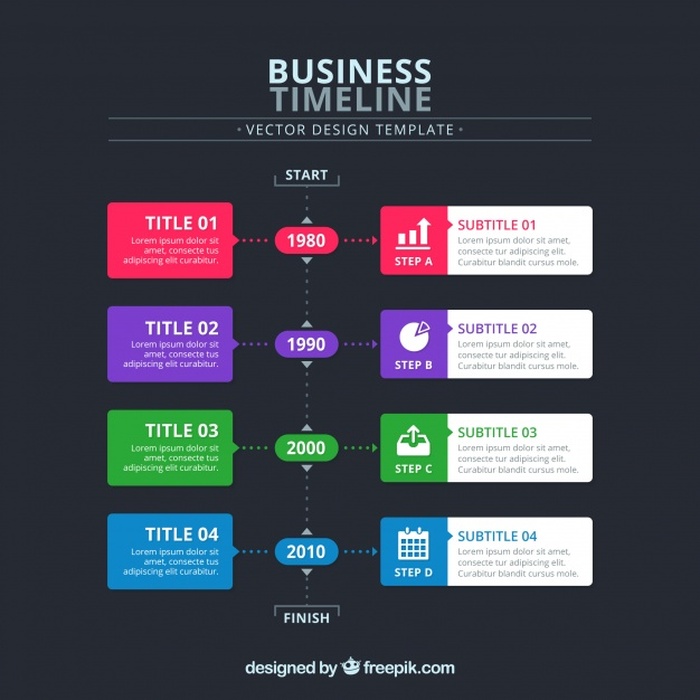 BUSINESS
TIMELINE
• VECTOR DESIGN TEMPLATE •
START
TITLE 01
Lorem ipsum dolor sit
amet, consecte tus
adipiscing elit curabitur.
1980
STEP A
SUBTITLE 01
Lorem ipsum dolor sit amet,
consectetur adipiscing elit.
Curabitur blandit cursus mole.
TITLE 02
Lorem ipsum dolor sit
amet, consecte tus
adipiscing elit curabitur.
1990
STEP B
SUBTITLE 02
Lorem ipsum dolor sit amet,
consecte tur adipiscing elit.
Curabitur blandit cursus mole.
TITLE 03
Lorem ipsum dolor sit
amet, consecte tus
adipiscing elit curabitur.
2000
STEP C
SUBTITLE 03
Lorem ipsum dolor sit amet,
consecte tur adipiscing elit.
Curabitur blandit cursus mole.
TITLE 04
Lorem ipsum dolor sit
amet, consecte tus
adipiscing elit curabitur.
2010
STEP D
SUBTITLE 04
Lorem ipsum dolor sit amet,
consecte tur adipiscing elit.
Curabitur blandit cursus mole.
FINISH
designed by freepik.com